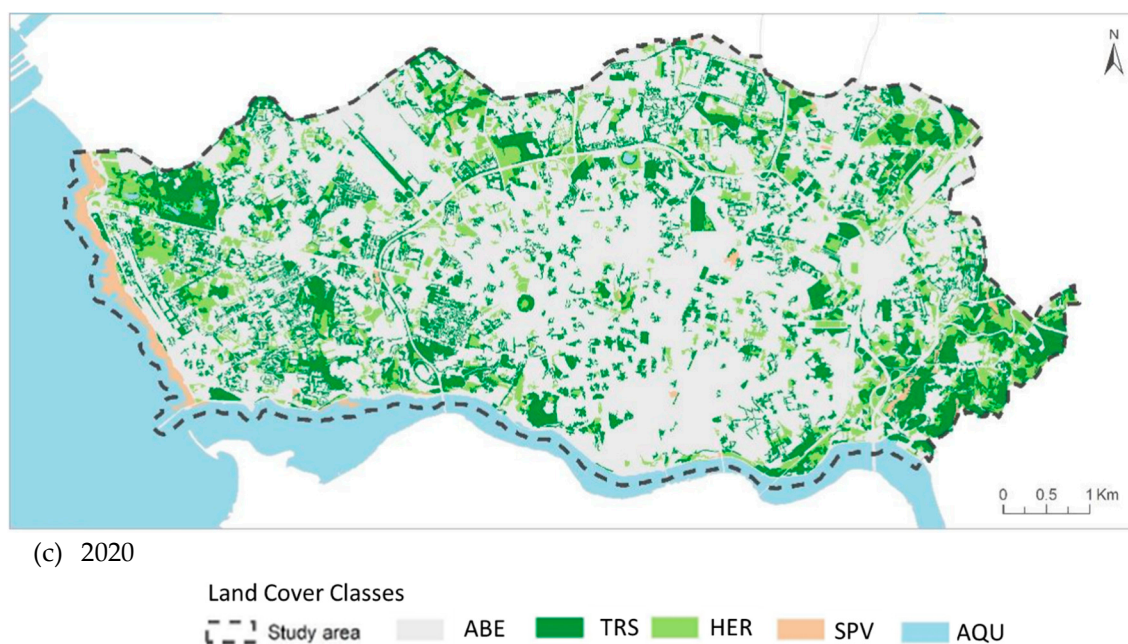 N
0 0.5 1 Km
(c) 2020
Land Cover Classes
Study area ABE TRS HER SPV AQU